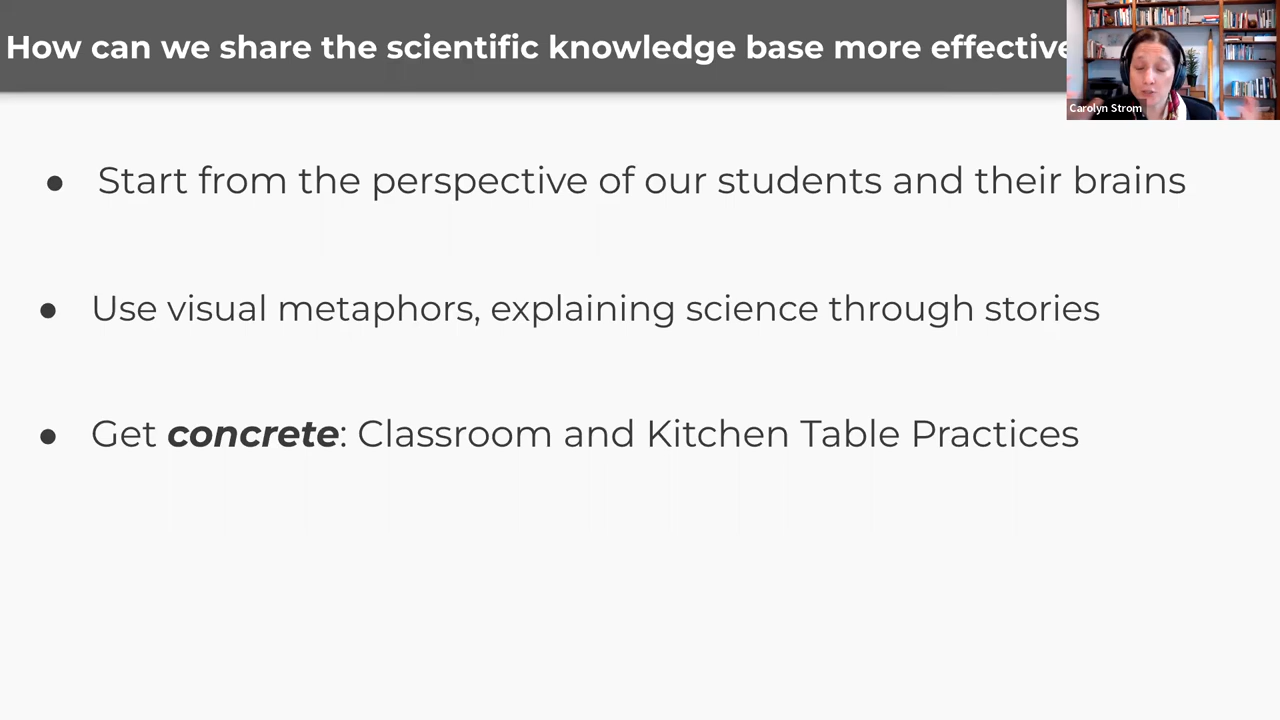 How can we share the scientific knowledge base more effective
Carolyn Strom
● Start from the perspective of our students and their brains
● Use visual metaphors, explaining science through stories
● Get concrete: Classroom and Kitchen Table Practices